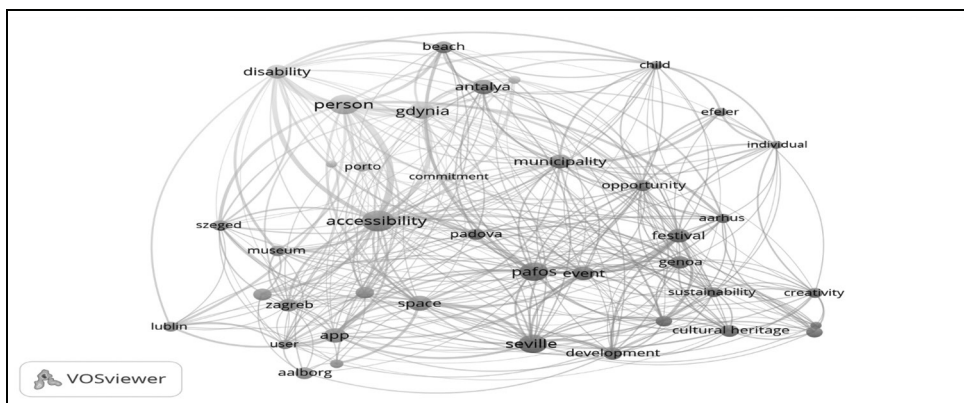 beach
child
disability
antalya
person
gdynia
efeler
individual
municipality
porto
commitment
opportunity
accessibility
aarhus
szeged
padova
festival
museum
genoa
pafos
event
sustainability
creativity
zagreb
space
lublin
cultural heritage
app
user
seville
development
aalborg
VOSviewer